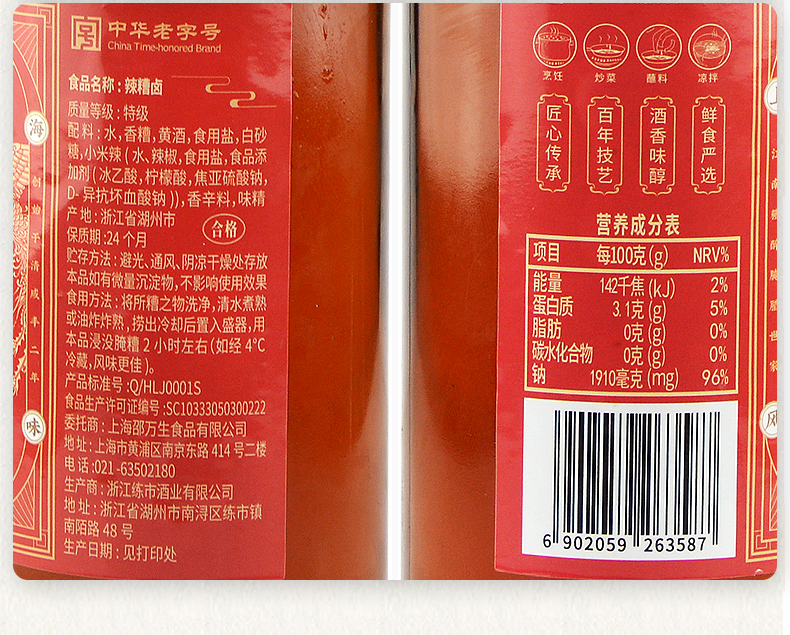 中华老字号
China Time-honored Brand
食品名称：辣糟卤
质量等级：特级
配料：水，香糟，黄酒，食用盐，白砂
糖，小米辣（水、辣椒，食用盐，食品添
加剂（冰乙酸，柠檬酸，焦亚硫酸钠，
D-异抗坏血酸钠）），香辛料，味精
产地：浙江省湖州市
保质期：24个月
合格
贮存方法：避光、通风、阴凉干燥处存放
本品如有微量沉淀物，不影响使用效果
食用方法：将所糟之物洗净，清水煮熟
或油炸炸熟，捞出冷却后置入盛器，用
本品浸没腌糟2小时左右（如经4℃
冷藏，风味更佳）。
产品标准号：Q/HLJ0001S
食品生产许可证编号：SC10333050300222
委托商：上海邵万生食品有限公司
地址：上海市黄浦区南京东路414号二楼
电话：021-63502180
生产商：浙江练市酒业有限公司
地址：浙江省湖州市南浔区练市镇
南陌路48号
生产日期：见打印处
海
创始于清咸丰二年
味
烹饪 炒菜 蘸料 凉拌
匠心传承
百年技艺
酒香味醇
鲜食严选
营养成分表
项目 每100克(g) NRV%
能量 142千焦(kJ) 2%
蛋白质 3.1克(g) 5%
脂肪 0克(g) 0%
碳水化合物 0克(g) 0%
钠 1910毫克(mg) 96%
6 902059 263587